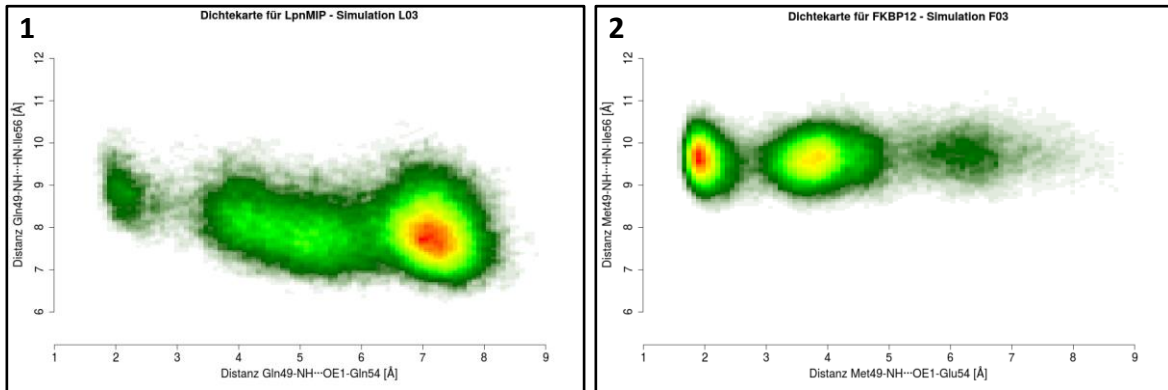 1
Dichtekarte für LpnMIP - Simulation L03
Distanz Gln49-NH···HN-Ile56 [Å]
12
11
10
9
8
7
6
1 2 3 4 5 6 7 8 9
Distanz Gln49-NH···OE1-Gln54 [Å]
2
Dichtekarte für FKBP12 - Simulation F03
Distanz Met49-NH···HN-Ile56 [Å]
12
11
10
9
8
7
6
1 2 3 4 5 6 7 8 9
Distanz Met49-NH···OE1-Glu54 [Å]